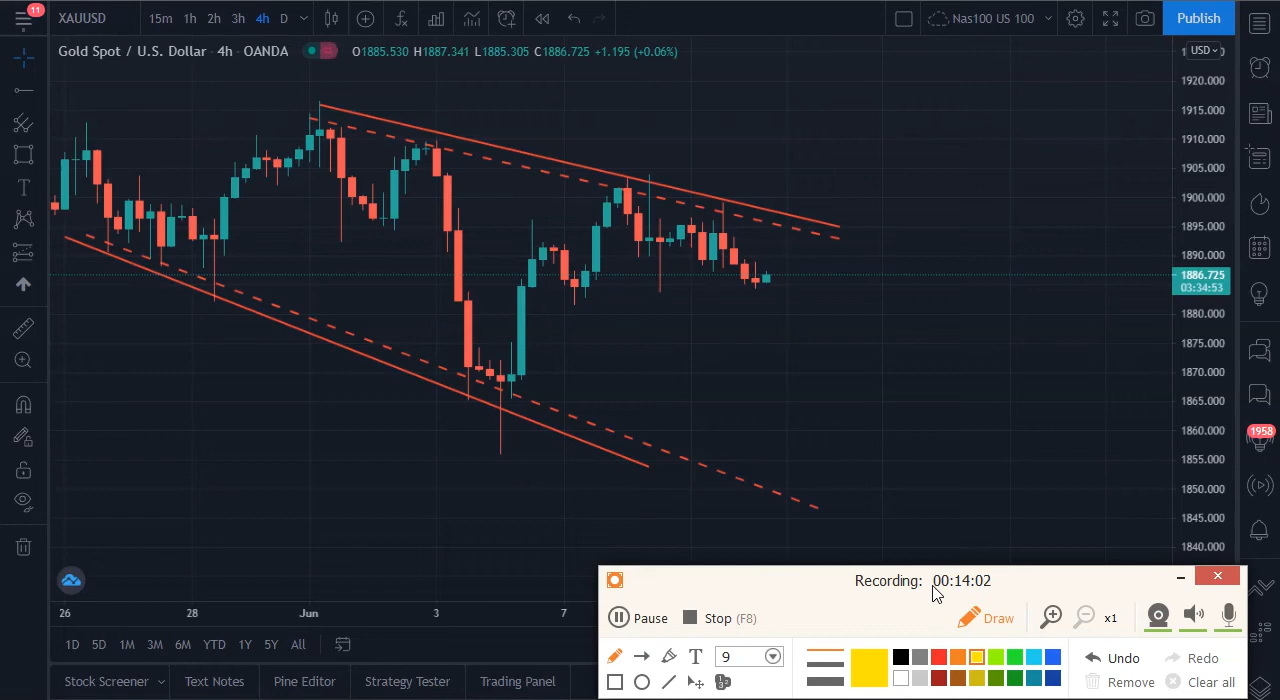 11
XAUUSD
15m 1h 2h 3h 4h D
Nas100 US 100
Publish
Gold Spot / U.S. Dollar · 4h · OANDA
O1885.530 H1887.341 L1885.305 C1886.725 +1.195 (+0.06%)
USD
1920.000
1915.000
1910.000
1905.000
1900.000
1895.000
1890.000
1886.725
03:34:53
1880.000
1875.000
1870.000
1865.000
1860.000
1855.000
1850.000
1845.000
1840.000
1958
26 28 Jun 3 7
1D 5D 1M 3M 6M YTD 1Y 5Y All
Stock Screener Text Notes Pine Editor Strategy Tester Trading Panel
Recording: 00:14:02
Pause Stop (F8) Draw x1
T 9 Undo Redo
Remove Clear all